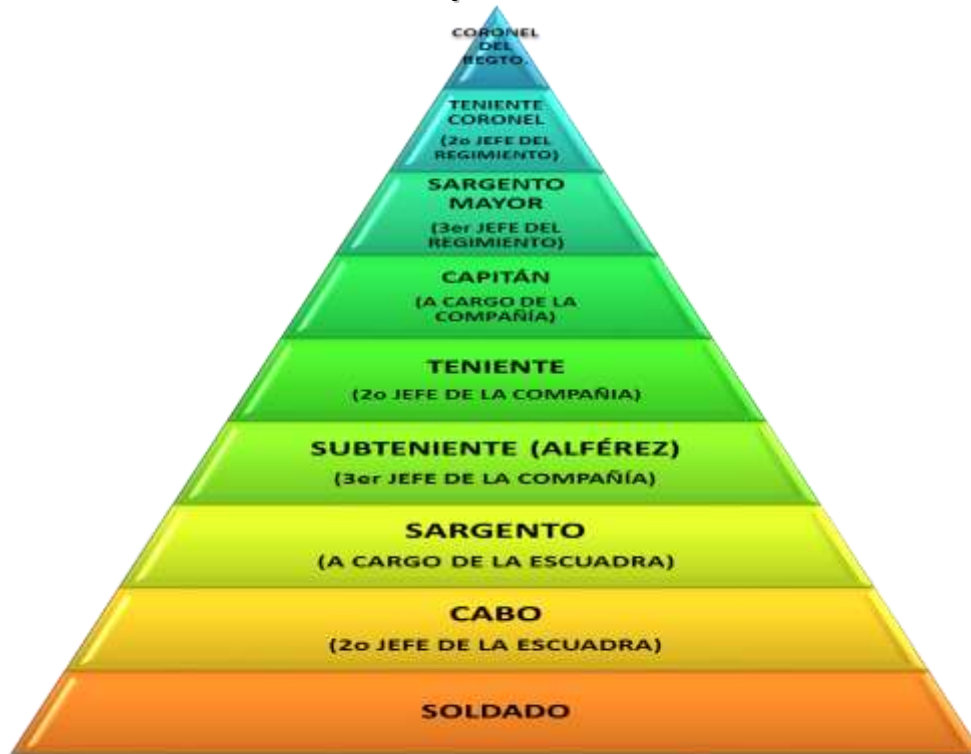 CORONEL
DEL
REGTO.
TENIENTE
CORONEL
(2o JEFE DEL
REGIMIENTO)
SARGENTO
MAYOR
(3er JEFE DEL
REGIMIENTO)
CAPITÁN
(A CARGO DE LA
COMPAÑÍA)
TENIENTE
(2o JEFE DE LA COMPAÑIA)
SUBTENIENTE (ALFÉREZ)
(3er JEFE DE LA COMPAÑÍA)
SARGENTO
(A CARGO DE LA ESCUADRA)
CABO
(2o JEFE DE LA ESCUADRA)
SOLDADO